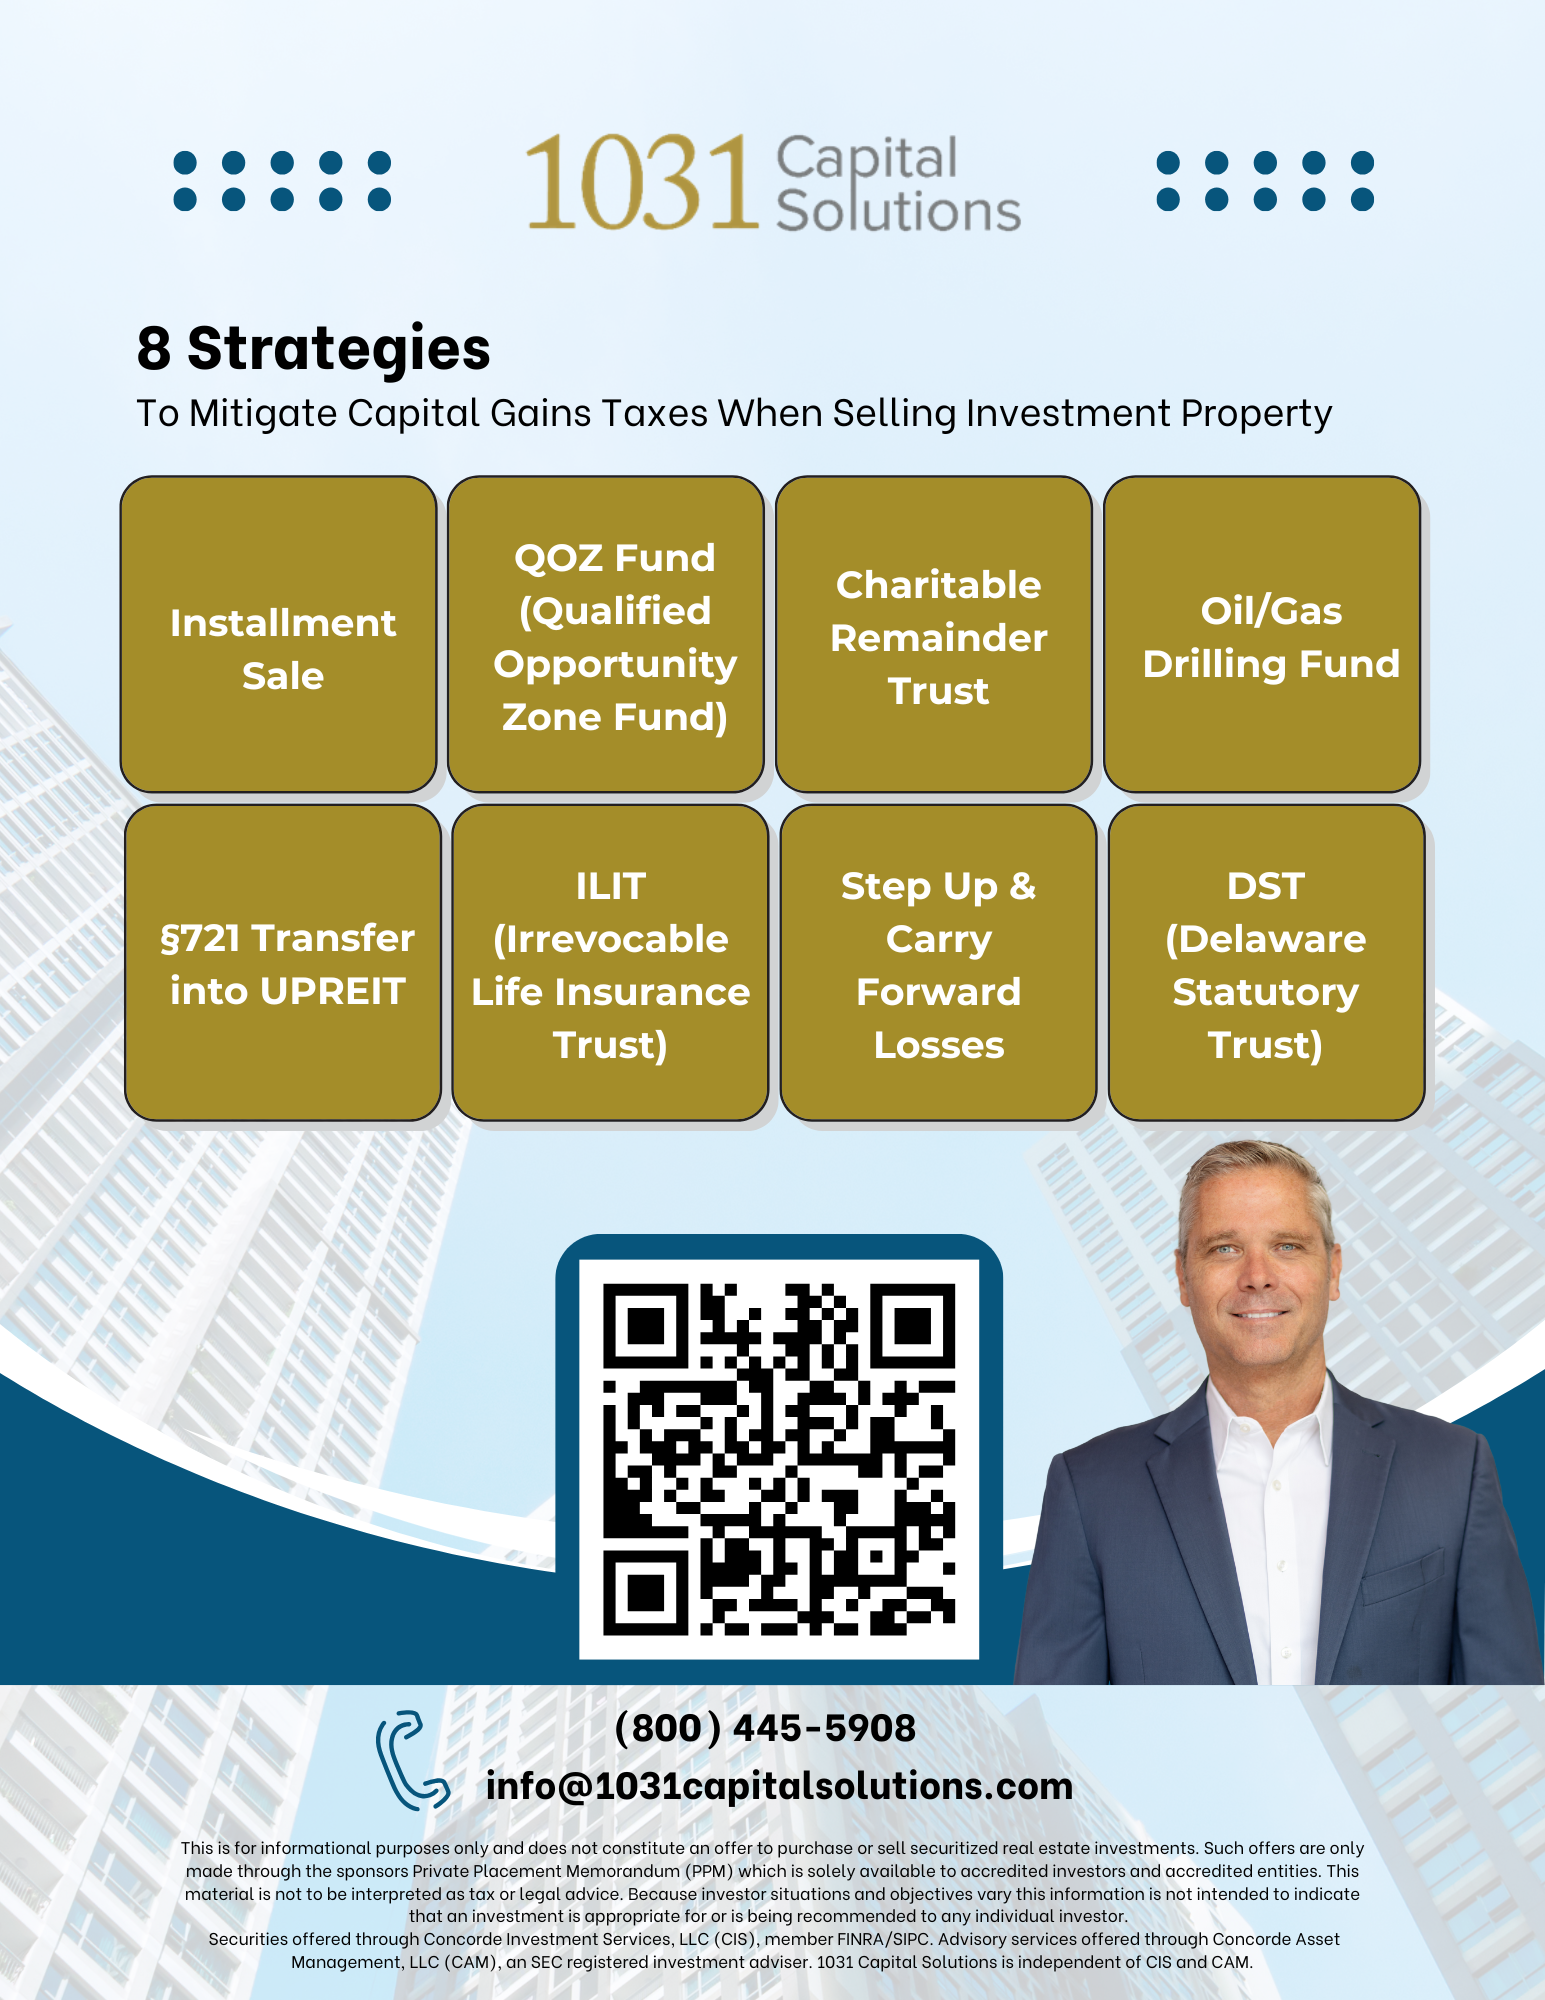 1031 Capital
Solutions
8 Strategies
To Mitigate Capital Gains Taxes When Selling Investment Property
Installment
Sale
QOZ Fund
(Qualified
Opportunity
Zone Fund)
Charitable
Remainder
Trust
Oil/Gas
Drilling Fund
§721 Transfer
into UPREIT
ILIT
(Irrevocable
Life Insurance
Trust)
Step Up &
Carry
Forward
Losses
DST
(Delaware
Statutory
Trust)
(800) 445-5908
info@1031capitalsolutions.com
This is for informational purposes only and does not constitute an offer to purchase or sell securitized real estate investments. Such offers are only
made through the sponsors Private Placement Memorandum (PPM) which is solely available to accredited investors and accredited entities. This
material is not to be interpreted as tax or legal advice. Because investor situations and objectives vary this information is not intended to indicate
that an investment is appropriate for or is being recommended to any individual investor.
Securities offered through Concorde Investment Services, LLC (CIS), member FINRA/SIPC. Advisory services offered through Concorde Asset
Management, LLC (CAM), an SEC registered investment adviser. 1031 Capital Solutions is independent of CIS and CAM.